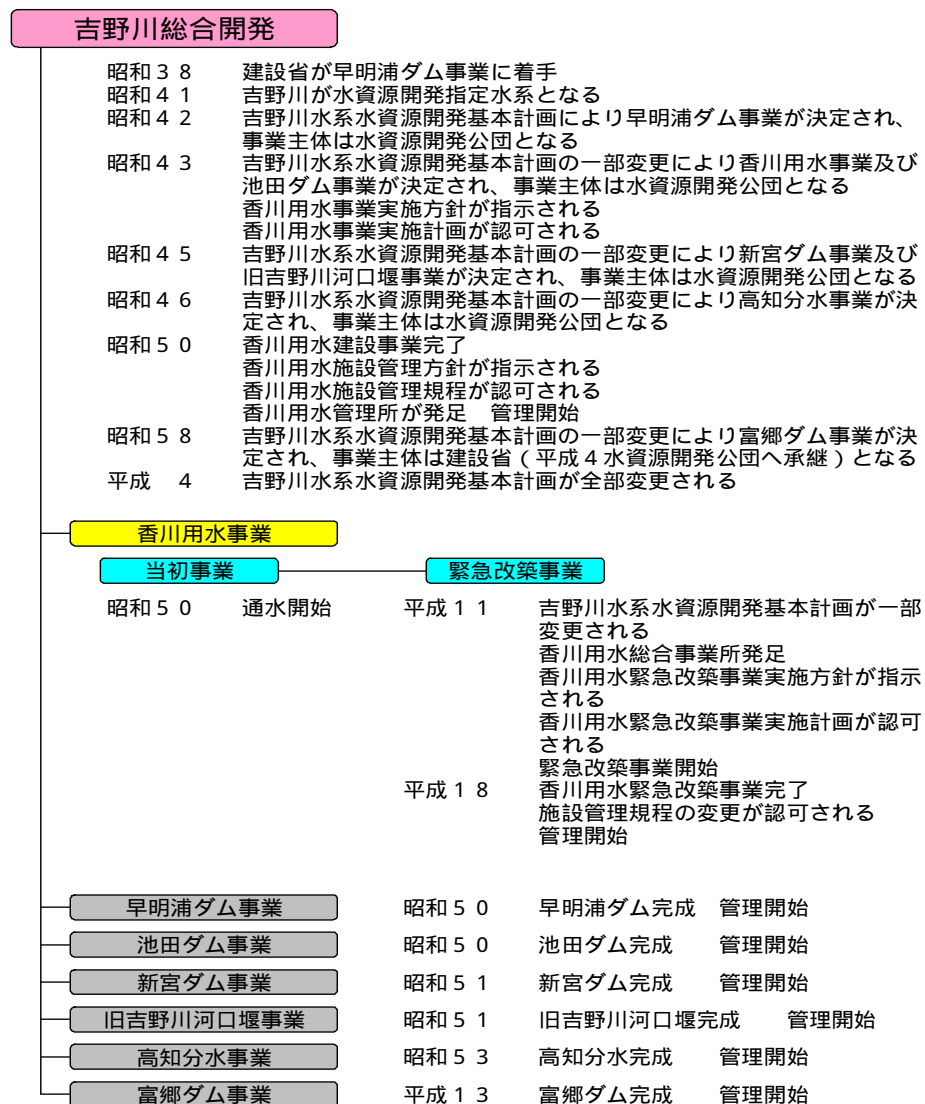 吉野川総合開発
昭和３８　建設省が早明浦ダム事業に着手
昭和４１　吉野川が水資源開発指定水系となる
昭和４２　吉野川水系水資源開発基本計画により早明浦ダム事業が決定され、
事業主体は水資源開発公団となる
昭和４３　吉野川水系水資源開発基本計画の一部変更により香川用水事業及び
池田ダム事業が決定され、事業主体は水資源開発公団となる
香川用水事業実施方針が指示される
香川用水事業実施計画が認可される
昭和４５　吉野川水系水資源開発基本計画の一部変更により新宮ダム事業及び
旧吉野川河口堰事業が決定され、事業主体は水資源開発公団となる
昭和４６　吉野川水系水資源開発基本計画の一部変更により高知分水事業が決
定され、事業主体は水資源開発公団となる
昭和５０　香川用水建設事業完了
香川用水施設管理方針が指示される
香川用水施設管理規程が認可される
香川用水管理所が発足　管理開始
昭和５８　吉野川水系水資源開発基本計画の一部変更により富郷ダム事業が決
定され、事業主体は建設省（平成４水資源開発公団へ承継）となる
平成　４　吉野川水系水資源開発基本計画が全部変更される
香川用水事業
当初事業　緊急改築事業
昭和５０　通水開始　平成１１　吉野川水系水資源開発基本計画が一部
変更される
香川用水総合事業所発足
香川用水緊急改築事業実施方針が指示
される
香川用水緊急改築事業実施計画が認可
される
緊急改築事業開始
平成１８　香川用水緊急改築事業完了
施設管理規程の変更が認可される
管理開始
早明浦ダム事業　昭和５０　早明浦ダム完成　管理開始
池田ダム事業　昭和５０　池田ダム完成　管理開始
新宮ダム事業　昭和５１　新宮ダム完成　管理開始
旧吉野川河口堰事業　昭和５１　旧吉野川河口堰完成　管理開始
高知分水事業　昭和５３　高知分水完成　管理開始
富郷ダム事業　平成１３　富郷ダム完成　管理開始